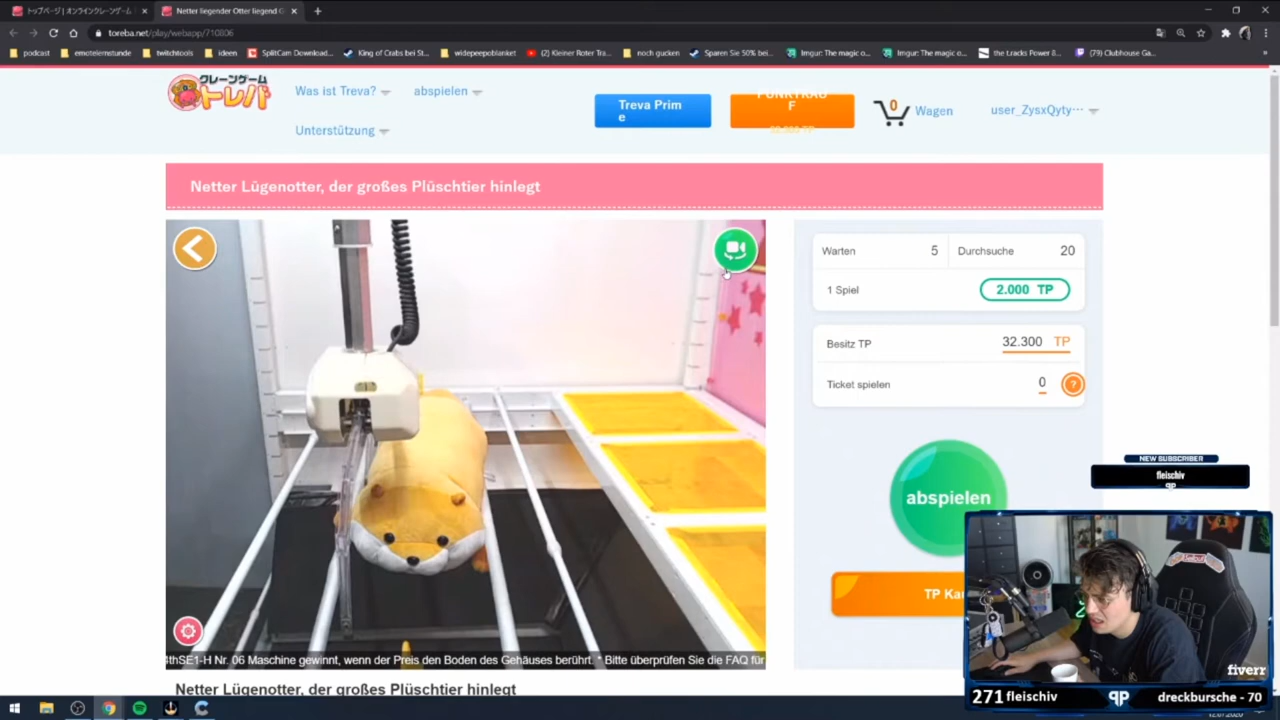 トップページ | オンラインクレーンゲーム
Netter liegender Otter liegend G
toreba.net/play/webapp/710806
podcast
emotelernstunde
twitchtools
ideen
SplitCam Download...
King of Crabs bei St...
widepeepoblanket
(2) Kleiner Roter Tra...
noch gucken
Sparen Sie 50% bei...
Imgur: The magic o...
Imgur: The magic o...
the t.racks Power 8...
(79) Clubhouse Ga...
クレーンゲーム
トレバ
Was ist Treva?
abspielen
Unterstützung
Treva Prim
e
PUNKTKAU
F
0
Wagen
user_ZysxQyty···
Netter Lügenotter, der großes Plüschtier hinlegt
Warten 5
Durchsuche 20
1 Spiel
2.000 TP
Besitz TP
32.300 TP
Ticket spielen
0
?
abspielen
TP Kau
NEW SUBSCRIBER
fleischiv
4thSE1-H Nr. 06 Maschine gewinnt, wenn der Preis den Boden des Gehäuses berührt. * Bitte überprüfen Sie die FAQ für
Netter Lügenotter, der großes Plüschtier hinlegt
fiverr
271 fleischiv
dreckbursche - 70